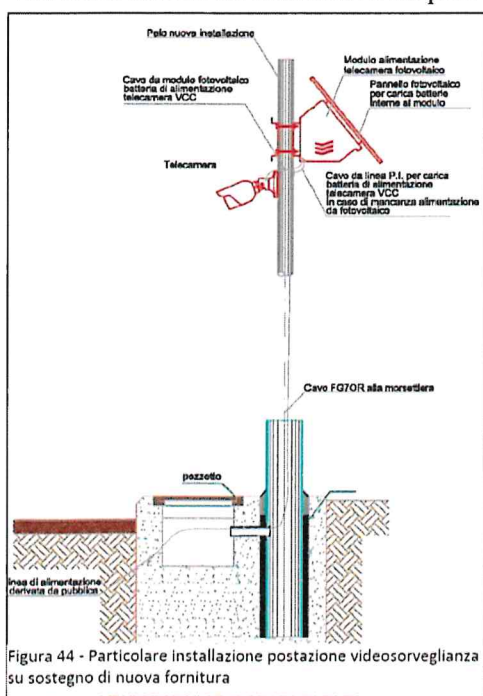 Palo nuova installazione
Modulo alimentazione
telecamera fotovoltaico
Cavo da modulo fotovoltaico
batteria di alimentazione
telecamera VCC
Pannello fotovoltaico
per carica batterie
interne al modulo
Telecamera
Cavo da linea P.I. per carica
batteria di alimentazione
telecamera VCC
in caso di mancanza alimentazione
da fotovoltaico
Cavo FG7OR alla morsettiera
pozzetto
inea di alimentazione
derivata da pubblica
Figura 44 - Particolare installazione postazione videosorveglianza
su sostegno di nuova fornitura